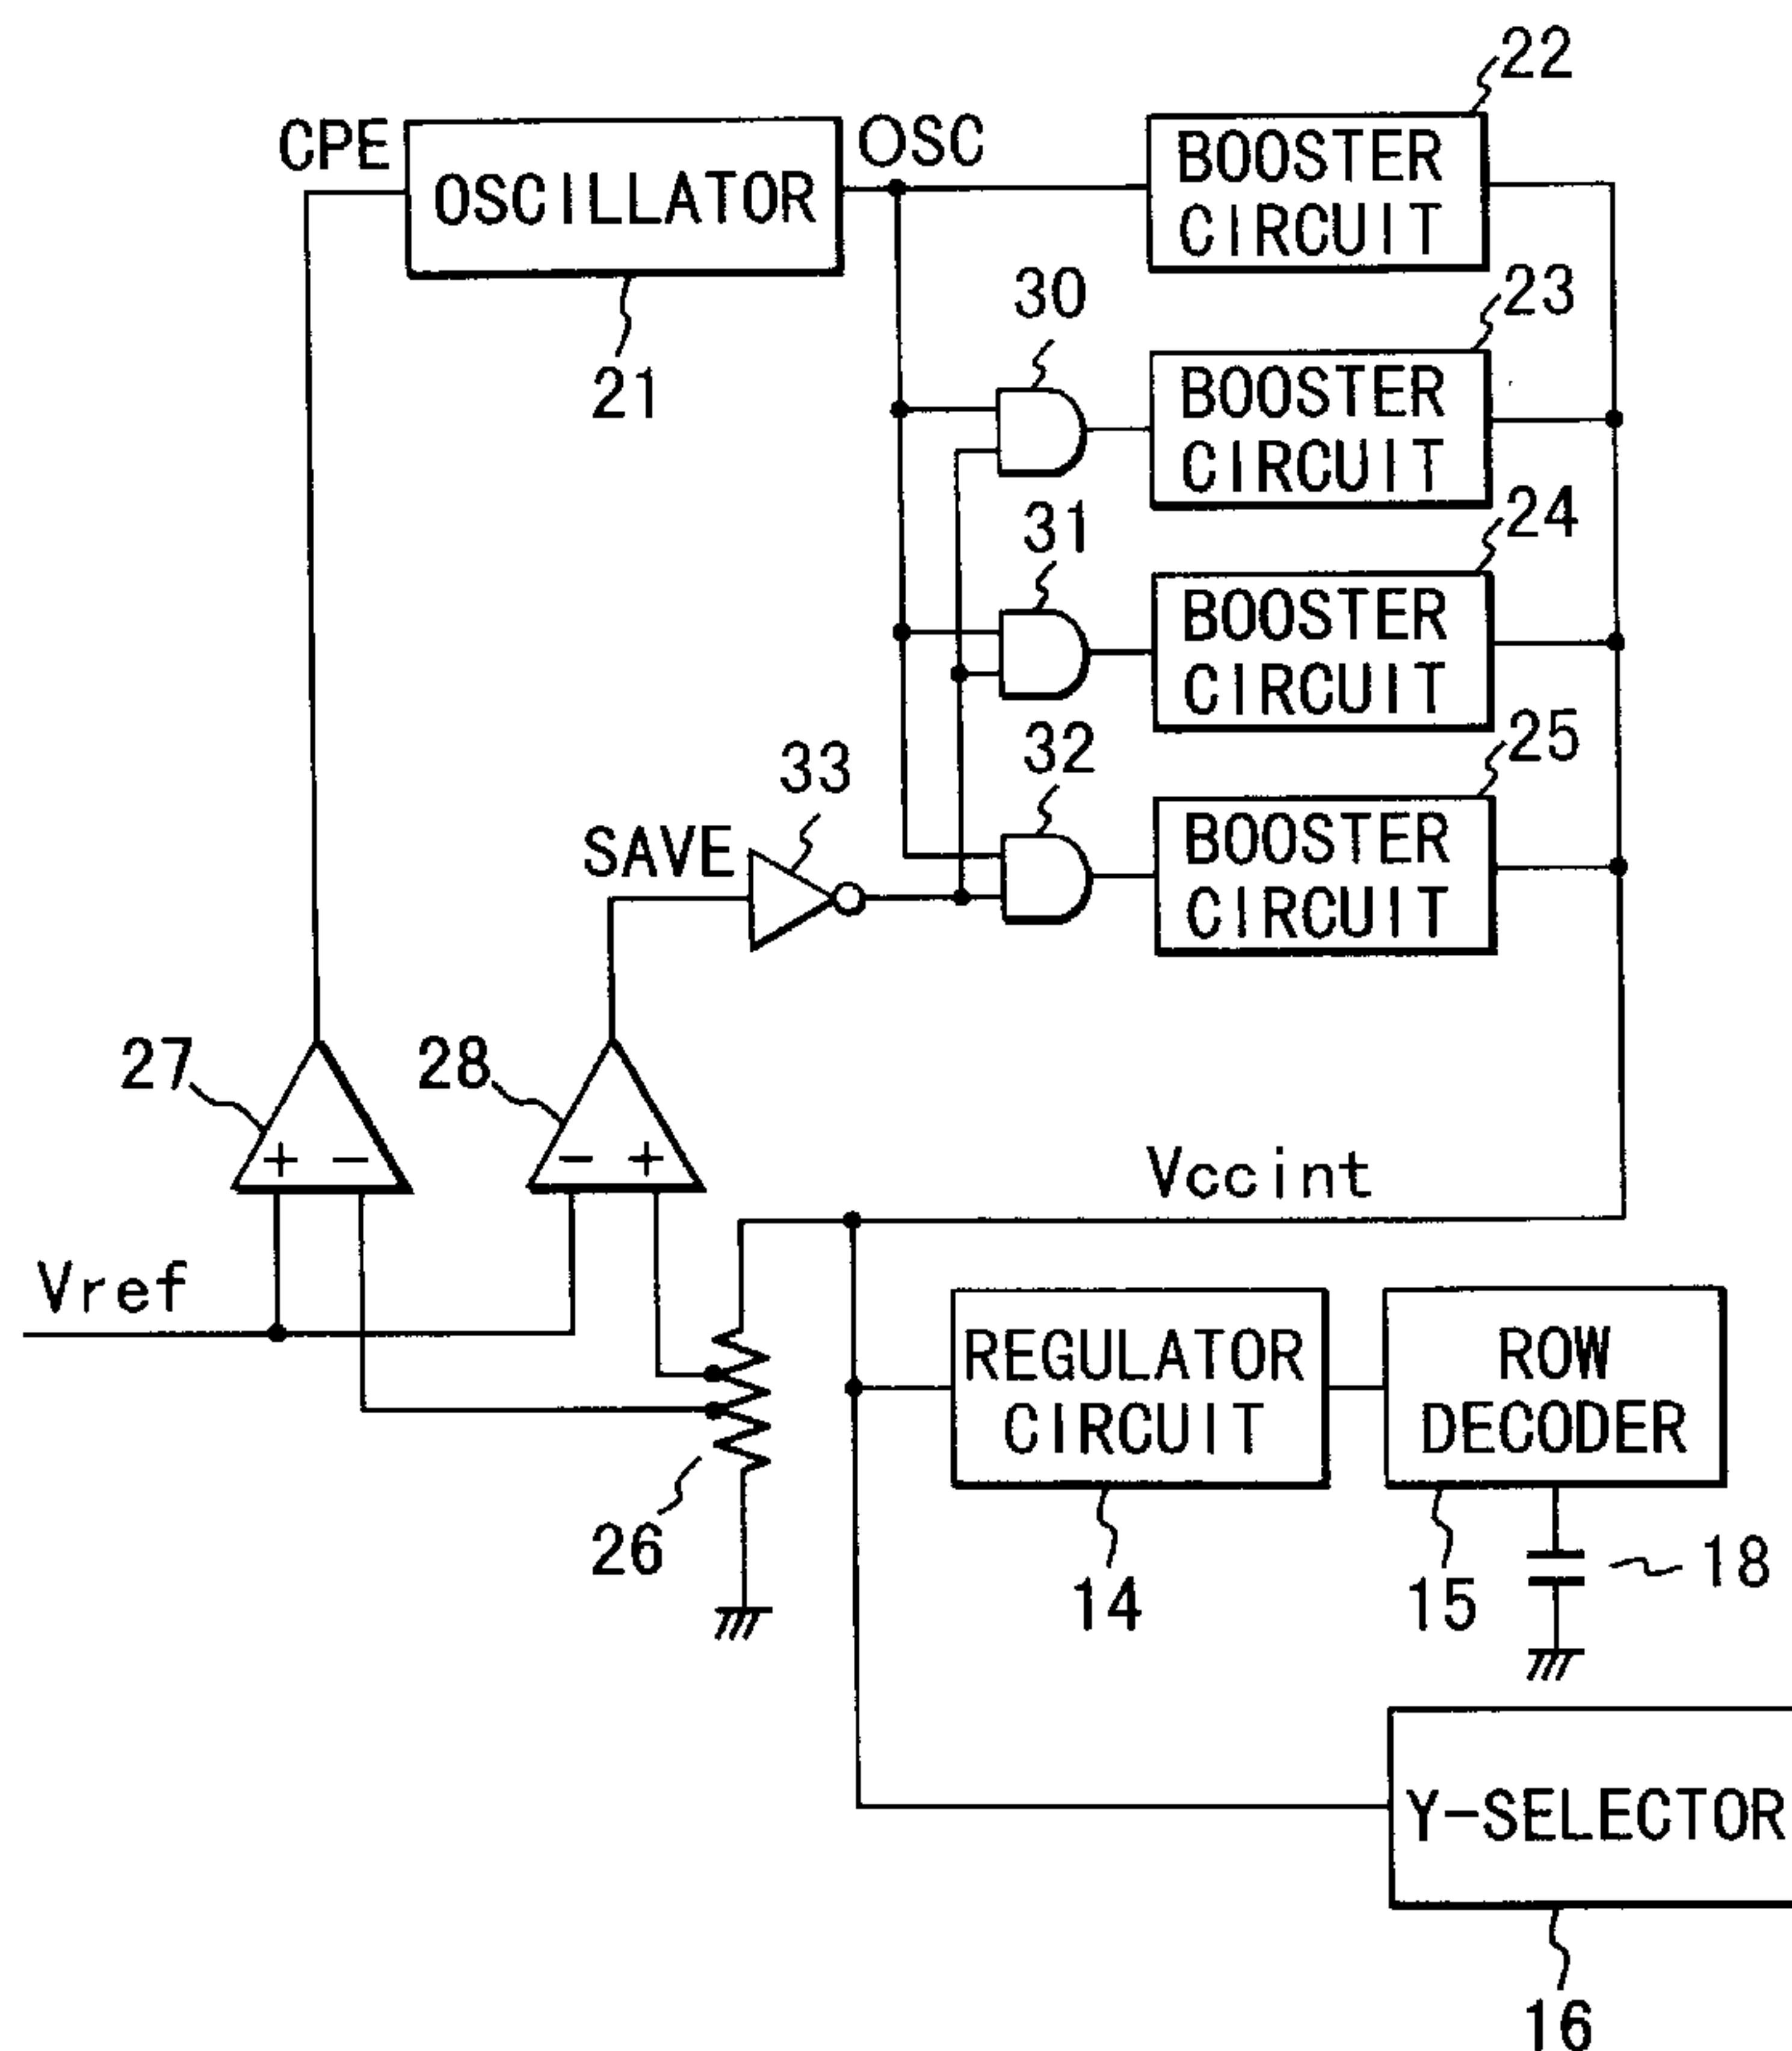 22
CPE
OSCILLATOR
OSC
BOOSTER
CIRCUIT
21
30
23
BOOSTER
CIRCUIT
31
24
BOOSTER
CIRCUIT
33
32
25
SAVE
BOOSTER
CIRCUIT
27
28
+ −
− +
Vccint
Vref
REGULATOR
CIRCUIT
ROW
DECODER
26
14
15
18
Y-SELECTOR
16